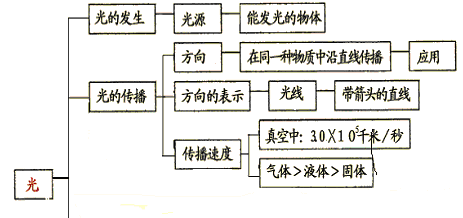 光的发生
光源
能发光的物体
方向
在同一种物质中沿直线传播
应用
光的传播
方向的表示
光线
带箭头的直线
传播速度
真空中:30×10⁵千米/秒
气体>液体>固体
光